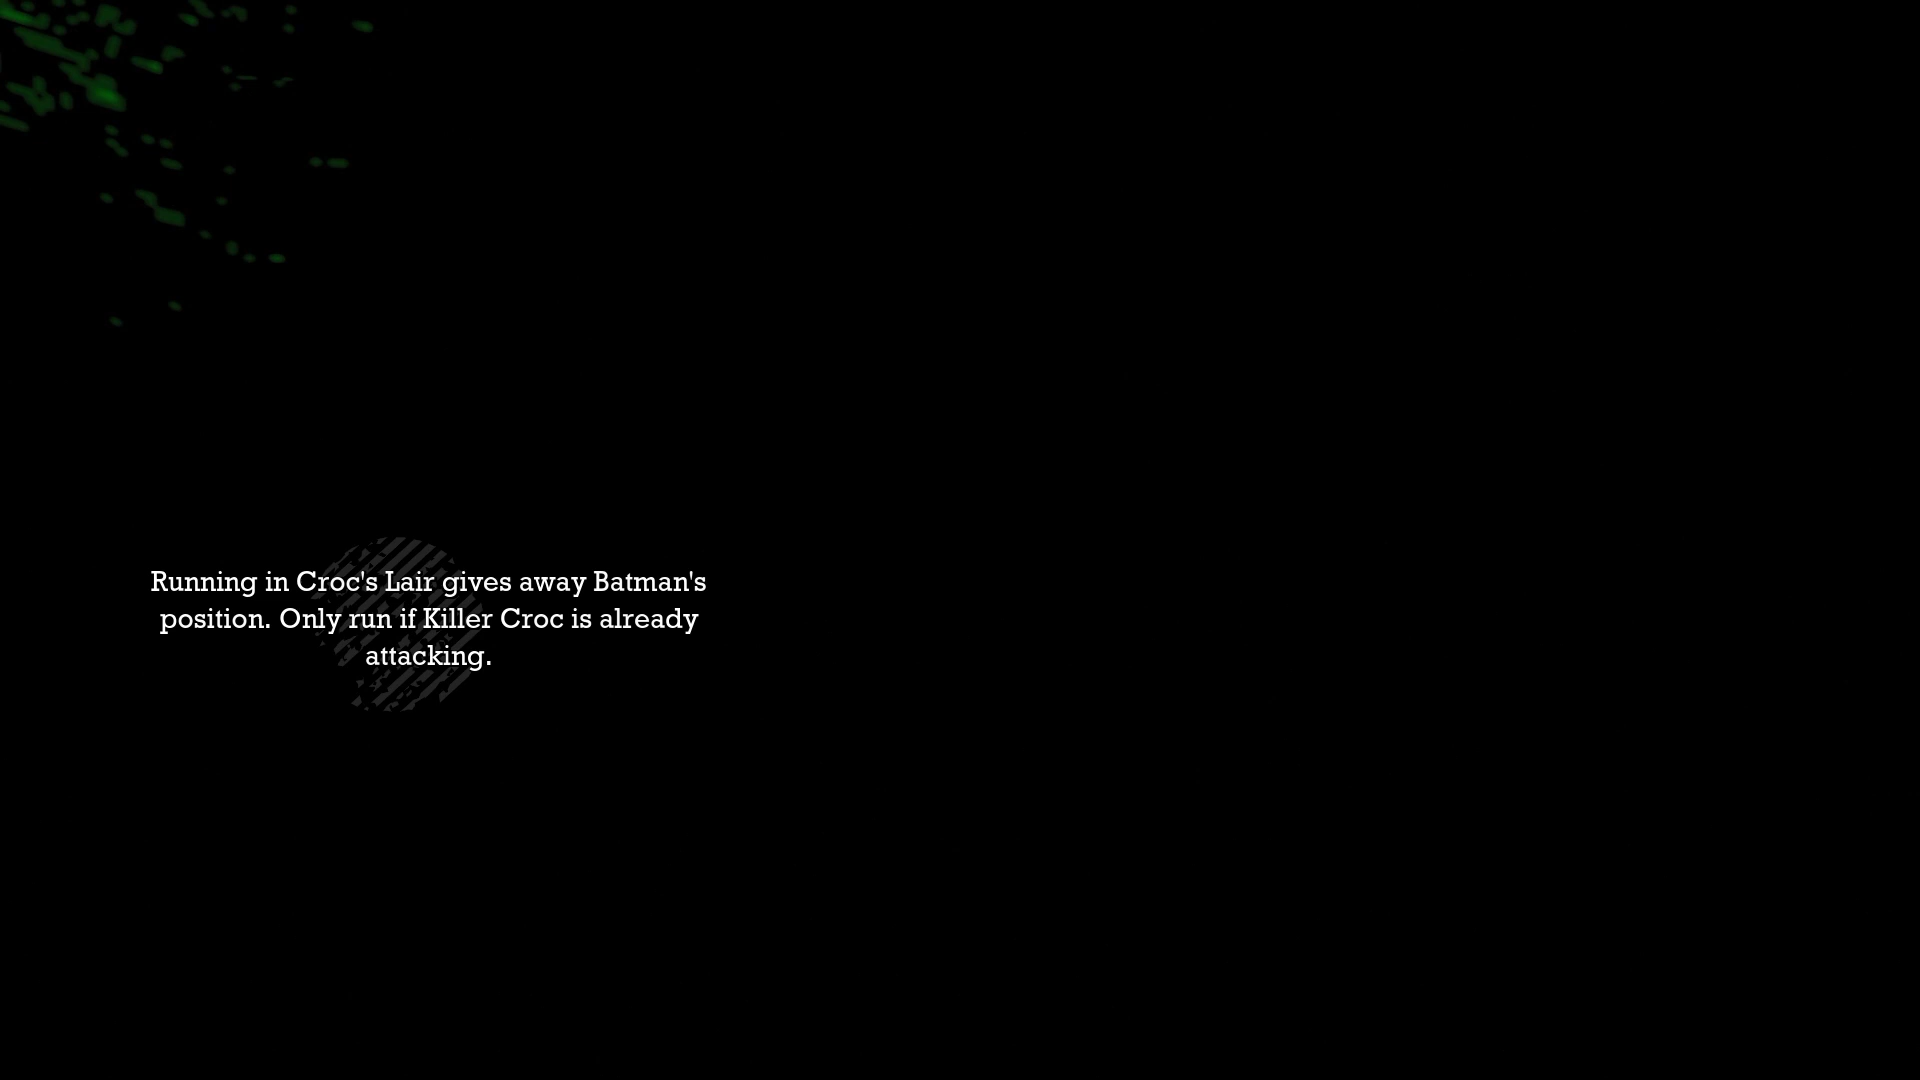 Running in Croc's Lair gives away Batman's
position. Only run if Killer Croc is already
attacking.